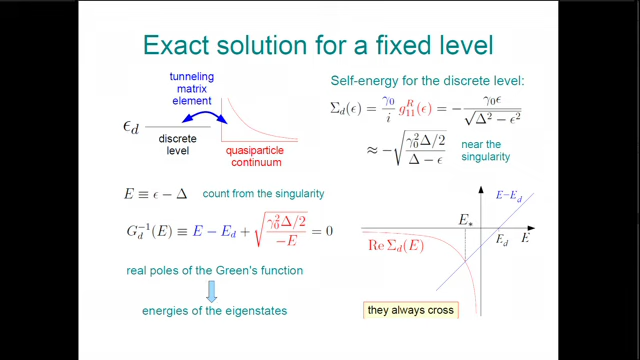 Exact solution for a fixed level
tunneling
matrix
element
ϵ_d
discrete
level
quasiparticle
continuum
Self-energy for the discrete level:
Σ_d(ϵ) = γ_0/i g_11^R(ϵ) = − γ_0ϵ/√(Δ² − ϵ²)
≈ −√(γ_0²Δ/2 / (Δ − ϵ))
near the
singularity
E ≡ ϵ − Δ
count from the singularity
G_d^{-1}(E) ≡ E − E_d + √(γ_0²Δ/2 / −E) = 0
real poles of the Green's function
energies of the eigenstates
E−E_d
E_*
E_d
E
Re Σ_d(E)
they always cross